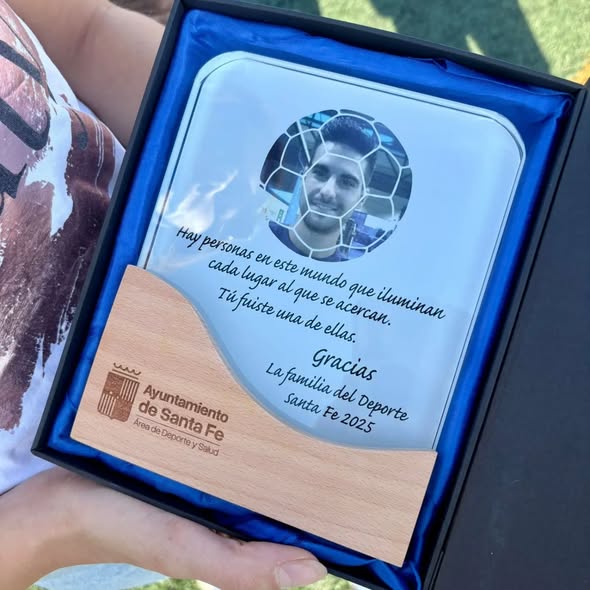 Hay personas en este mundo que iluminan
cada lugar al que se acercan.
Tú fuiste una de ellas.
Gracias
La familia del Deporte
Santa Fe 2025
Ayuntamiento
de Santa Fe
Área de Deporte y Salud